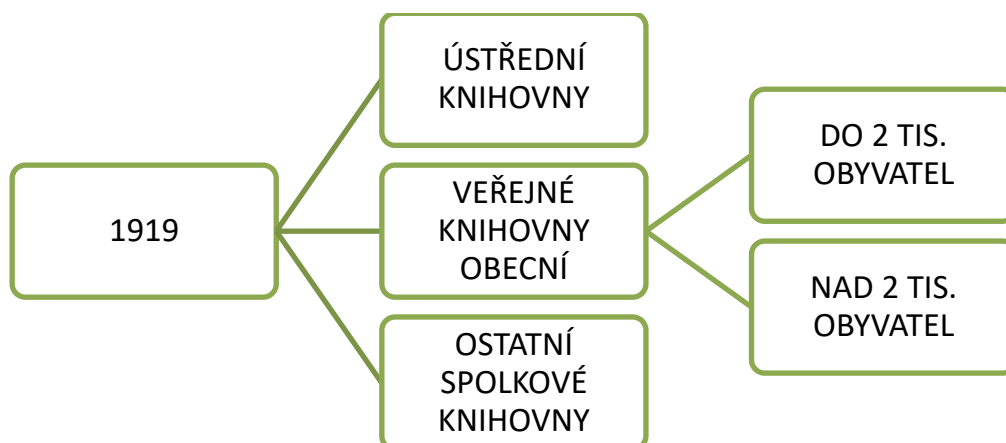 1919
ÚSTŘEDNÍ
KNIHOVNY
VEŘEJNÉ
KNIHOVNY
OBECNÍ
OSTATNÍ
SPOLKOVÉ
KNIHOVNY
DO 2 TIS.
OBYVATEL
NAD 2 TIS.
OBYVATEL